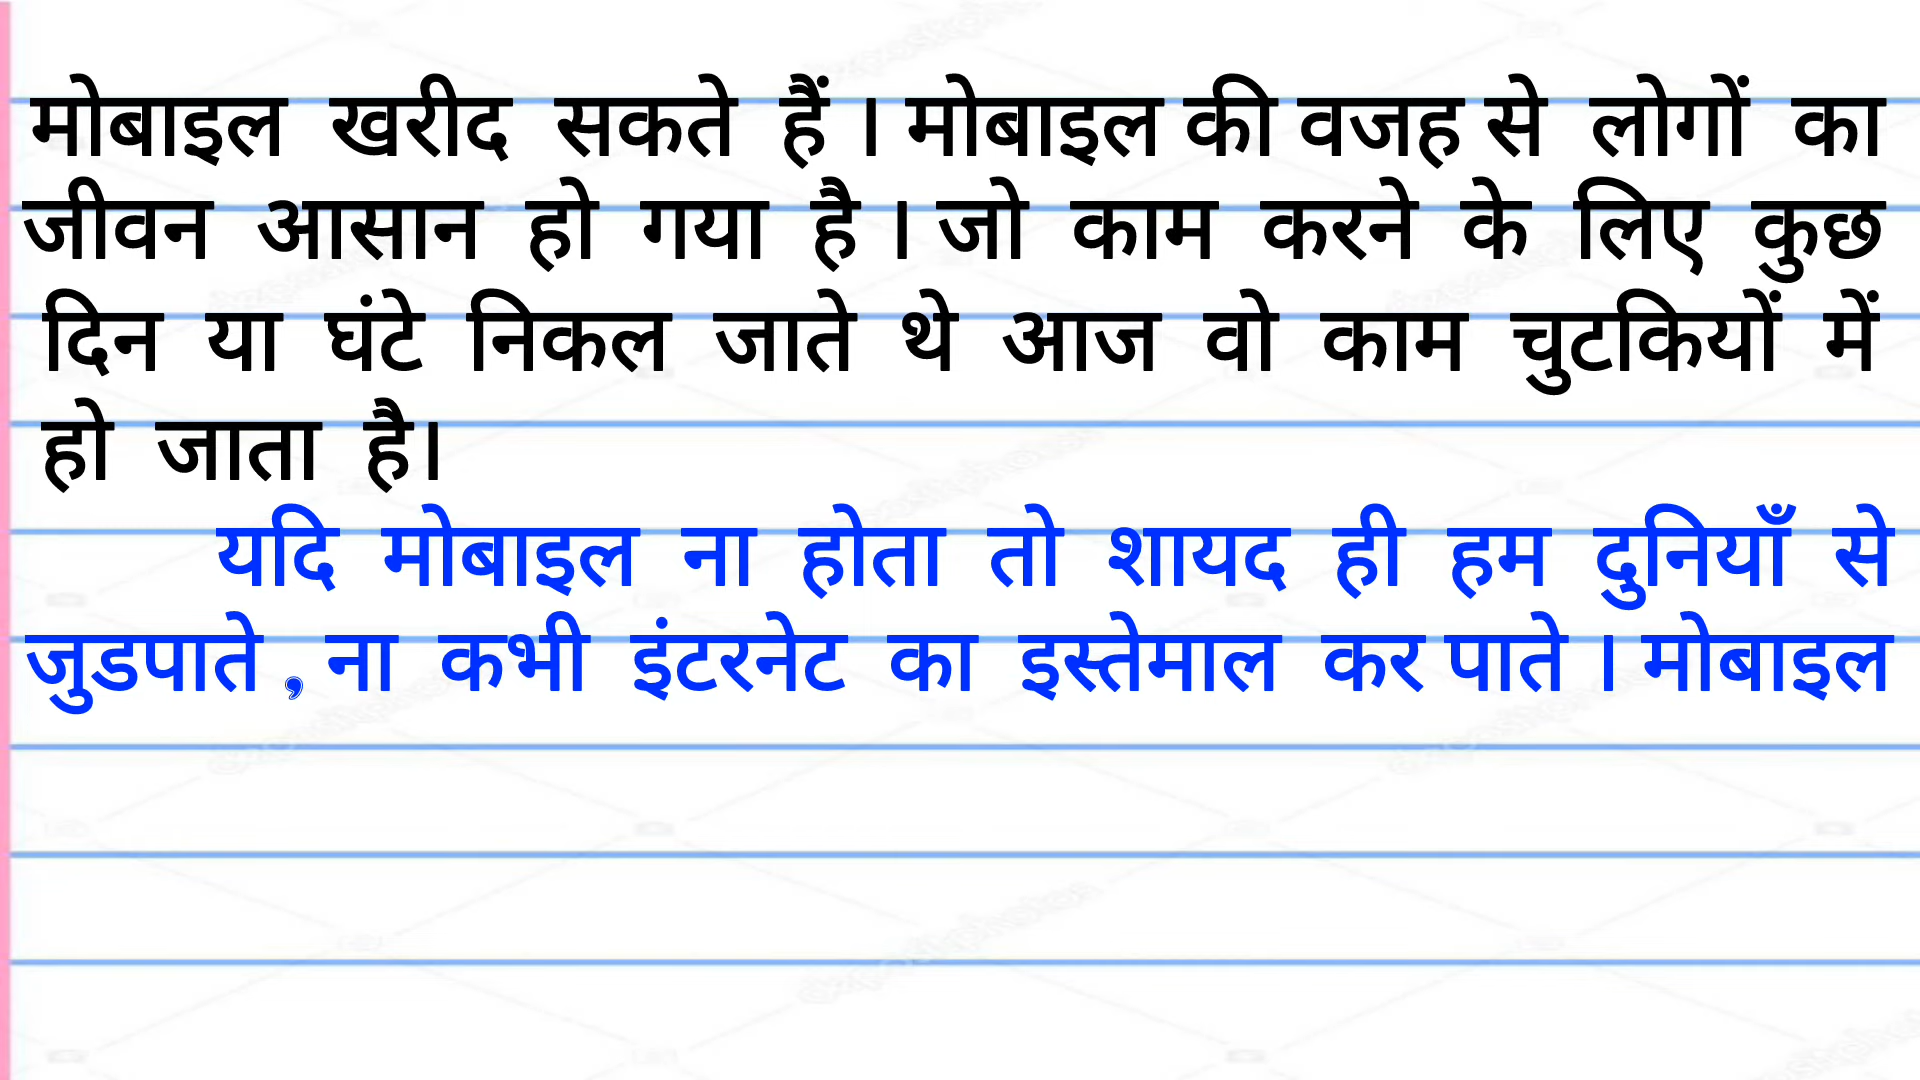 मोबाइल खरीद सकते हैं । मोबाइल की वजह से लोगों का
जीवन आसान हो गया है । जो काम करने के लिए कुछ
दिन या घंटे निकल जाते थे आज वो काम चुटकियों में
हो जाता है।
यदि मोबाइल ना होता तो शायद ही हम दुनियाँ से
जुडपाते , ना कभी इंटरनेट का इस्तेमाल कर पाते । मोबाइल